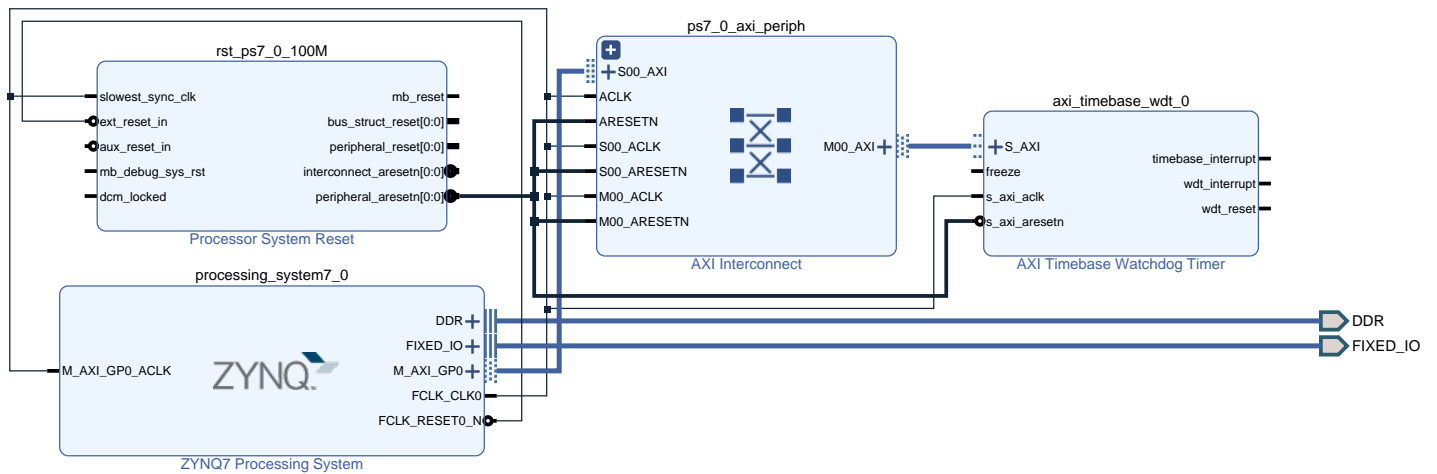 rst_ps7_0_100M
slowest_sync_clk
ext_reset_in
aux_reset_in
mb_debug_sys_rst
dcm_locked
mb_reset
bus_struct_reset[0:0]
peripheral_reset[0:0]
interconnect_aresetn[0:0]
peripheral_aresetn[0:0]
Processor System Reset
ps7_0_axi_periph
S00_AXI
ACLK
ARESETN
S00_ACLK
S00_ARESETN
M00_ACLK
M00_ARESETN
M00_AXI
AXI Interconnect
axi_timebase_wdt_0
S_AXI
freeze
s_axi_aclk
s_axi_aresetn
timebase_interrupt
wdt_interrupt
wdt_reset
AXI Timebase Watchdog Timer
processing_system7_0
M_AXI_GP0_ACLK
ZYNQ
DDR
FIXED_IO
M_AXI_GP0
FCLK_CLK0
FCLK_RESET0_N
ZYNQ7 Processing System
DDR
FIXED_IO